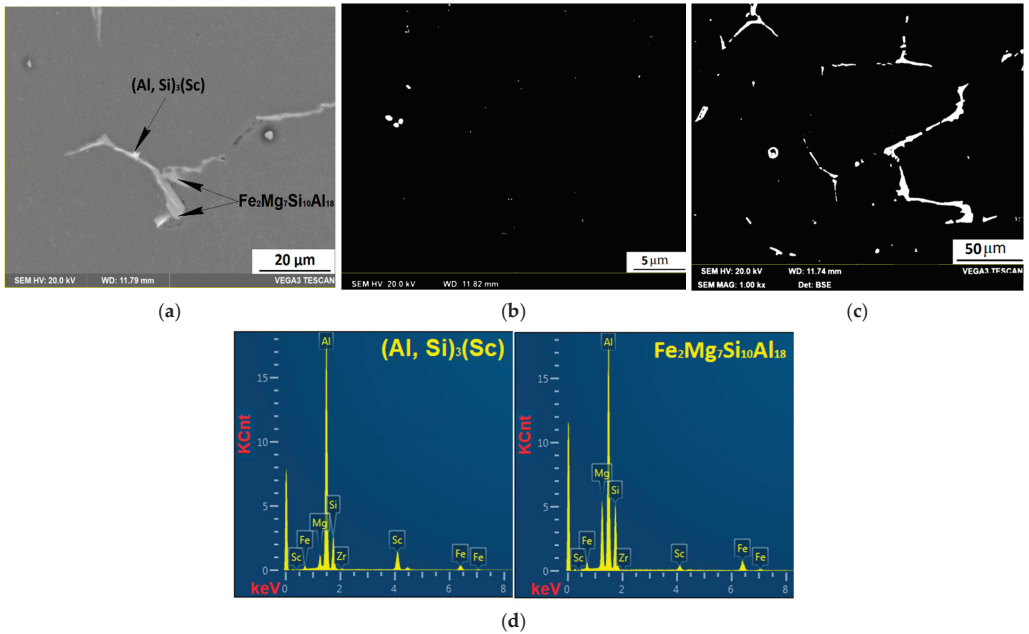 (Al, Si)₃(Sc)
Fe₂Mg₇Si₁₀Al₁₈
20 μm
SEM HV: 20.0 kV WD: 11.79 mm VEGA3 TESCAN
(a)
5 μm
SEM HV: 20.0 kV WD: 11.82 mm
(b)
50 μm
SEM HV: 20.0 kV WD: 11.74 mm VEGA3 TESCAN
SEM MAG: 1.00 kx Det: BSE
(c)
(Al, Si)₃(Sc)
KCnt
15
10
5
0
Al
Si
Mg
Fe
Sc
Zr
Sc
Fe
Fe
keV
0 2 4 6 8
Fe₂Mg₇Si₁₀Al₁₈
KCnt
15
10
5
0
Al
Mg
Si
Fe
Sc
Zr
Sc
Fe
Fe
keV
0 2 4 6 8
(d)